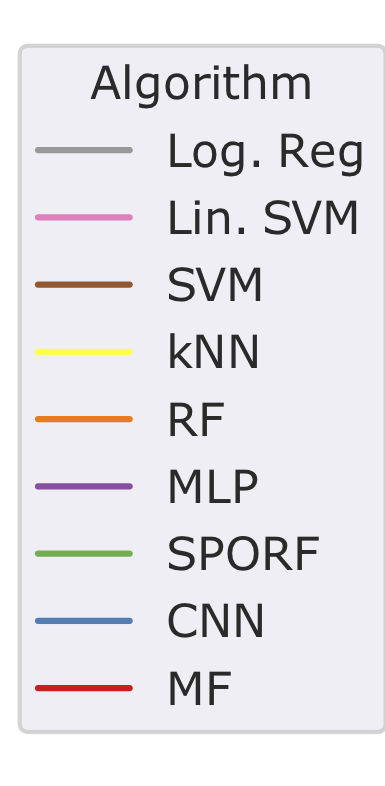 Algorithm
Log. Reg
Lin. SVM
SVM
kNN
RF
MLP
SPORF
CNN
MF